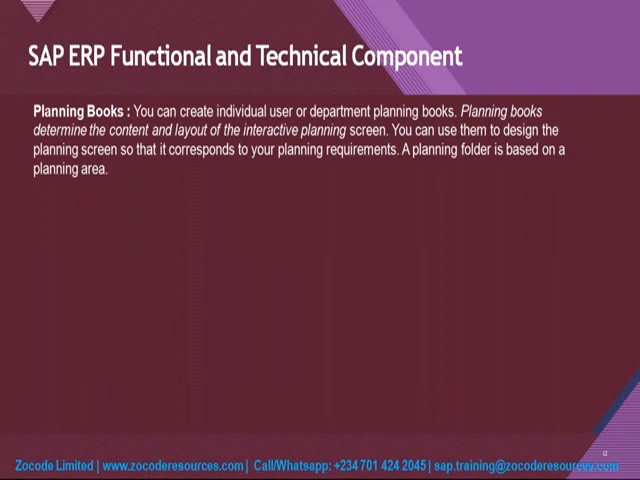 SAP ERP Functional and Technical Component
Planning Books : You can create individual user or department planning books. Planning books
determine the content and layout of the interactive planning screen. You can use them to design the
planning screen so that it corresponds to your planning requirements. A planning folder is based on a
planning area.
12
Zocode Limited | www.zocoderesources.com | Call/Whatsapp: +234 701 424 2045 | sap.training@zocoderesources.com